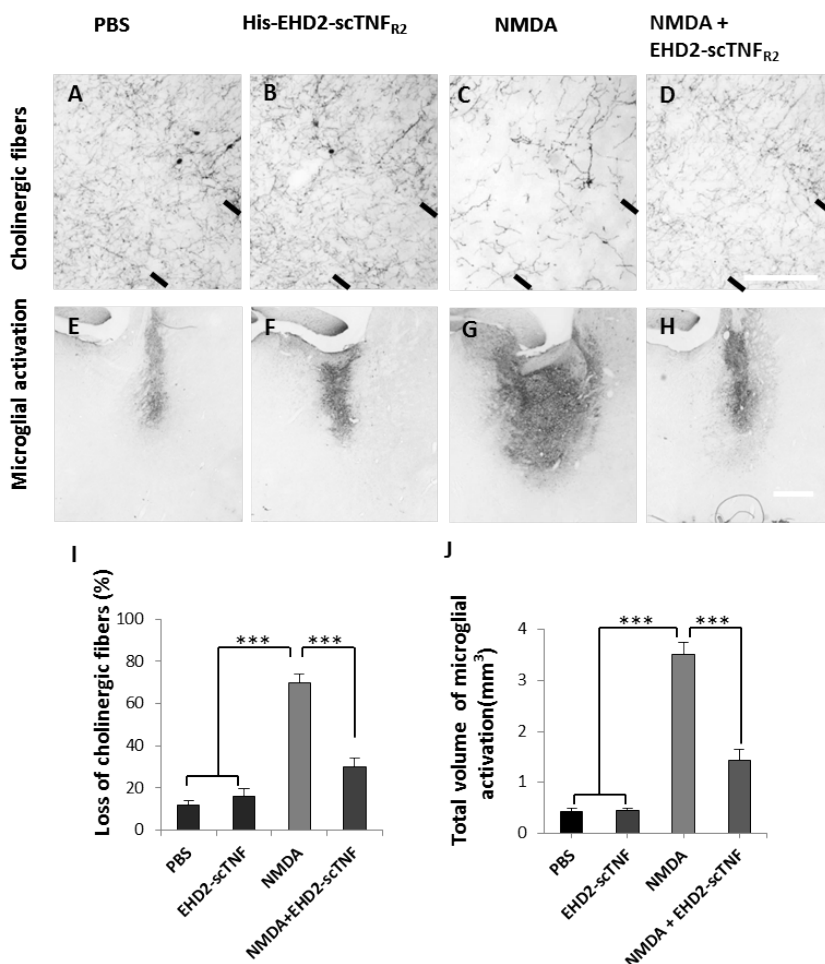 PBS
His-EHD2-scTNFR2
NMDA
NMDA +
EHD2-scTNFR2
Cholinergic fibers
A
B
C
D
Microglial activation
E
F
G
H
I
J
Loss of cholinergic fibers (%)
100
80
60
40
20
0
***
***
PBS
EHD2-scTNF
NMDA
NMDA+EHD2-scTNF
Total volume of microglial
activation(mm3)
4
3
2
1
0
***
***
PBS
EHD2-scTNF
NMDA
NMDA + EHD2-scTNF